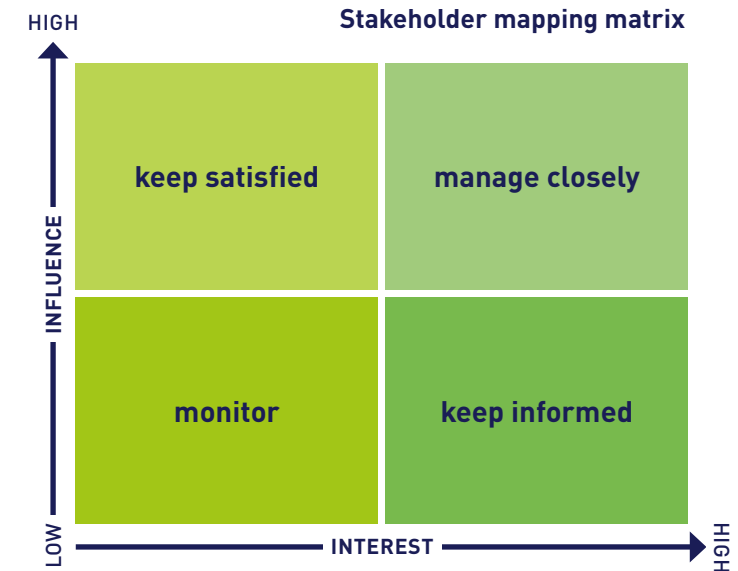 HIGH
Stakeholder mapping matrix
keep satisfied
manage closely
INFLUENCE
monitor
keep informed
LOW
INTEREST
HIGH